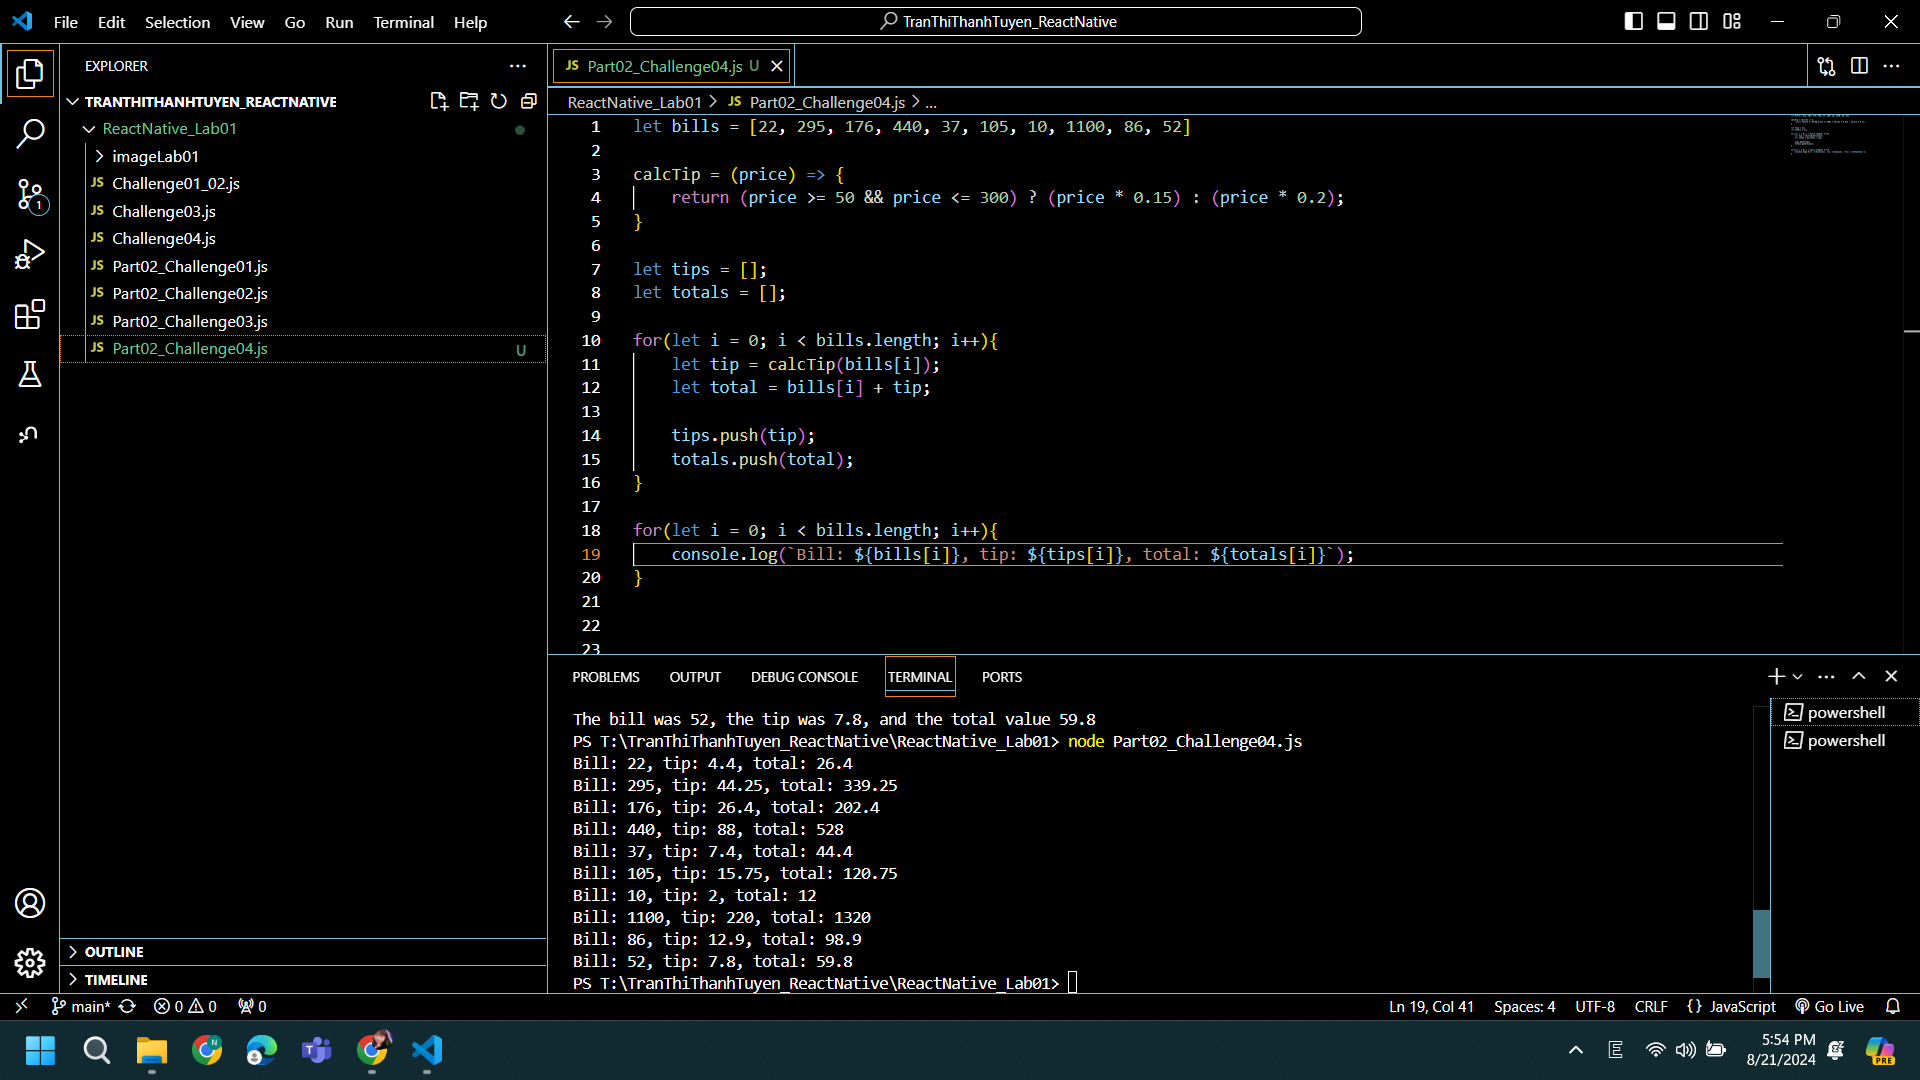 File Edit Selection View Go Run Terminal Help
TranThiThanhTuyen_ReactNative
EXPLORER
TRANTHITHANHTUYEN_REACTNATIVE
ReactNative_Lab01
imageLab01
JS Challenge01_02.js
JS Challenge03.js
JS Challenge04.js
JS Part02_Challenge01.js
JS Part02_Challenge02.js
JS Part02_Challenge03.js
JS Part02_Challenge04.js U
1
OUTLINE
TIMELINE
JS Part02_Challenge04.js U
ReactNative_Lab01 > JS Part02_Challenge04.js > ...
1 let bills = [22, 295, 176, 440, 37, 105, 10, 1100, 86, 52]
2
3 calcTip = (price) => {
4 return (price >= 50 && price <= 300) ? (price * 0.15) : (price * 0.2);
5 }
6
7 let tips = [];
8 let totals = [];
9
10 for(let i = 0; i < bills.length; i++){
11 let tip = calcTip(bills[i]);
12 let total = bills[i] + tip;
13
14 tips.push(tip);
15 totals.push(total);
16 }
17
18 for(let i = 0; i < bills.length; i++){
19 console.log(`Bill: ${bills[i]}, tip: ${tips[i]}, total: ${totals[i]}`);
20 }
21
22
23
PROBLEMS OUTPUT DEBUG CONSOLE TERMINAL PORTS
The bill was 52, the tip was 7.8, and the total value 59.8
PS T:\TranThiThanhTuyen_ReactNative\ReactNative_Lab01> node Part02_Challenge04.js
Bill: 22, tip: 4.4, total: 26.4
Bill: 295, tip: 44.25, total: 339.25
Bill: 176, tip: 26.4, total: 202.4
Bill: 440, tip: 88, total: 528
Bill: 37, tip: 7.4, total: 44.4
Bill: 105, tip: 15.75, total: 120.75
Bill: 10, tip: 2, total: 12
Bill: 1100, tip: 220, total: 1320
Bill: 86, tip: 12.9, total: 98.9
Bill: 52, tip: 7.8, total: 59.8
PS T:\TranThiThanhTuyen_ReactNative\ReactNative_Lab01>
powershell
powershell
main* 0 0 0
Ln 19, Col 41 Spaces: 4 UTF-8 CRLF {} JavaScript Go Live
E
5:54 PM
8/21/2024
PRE